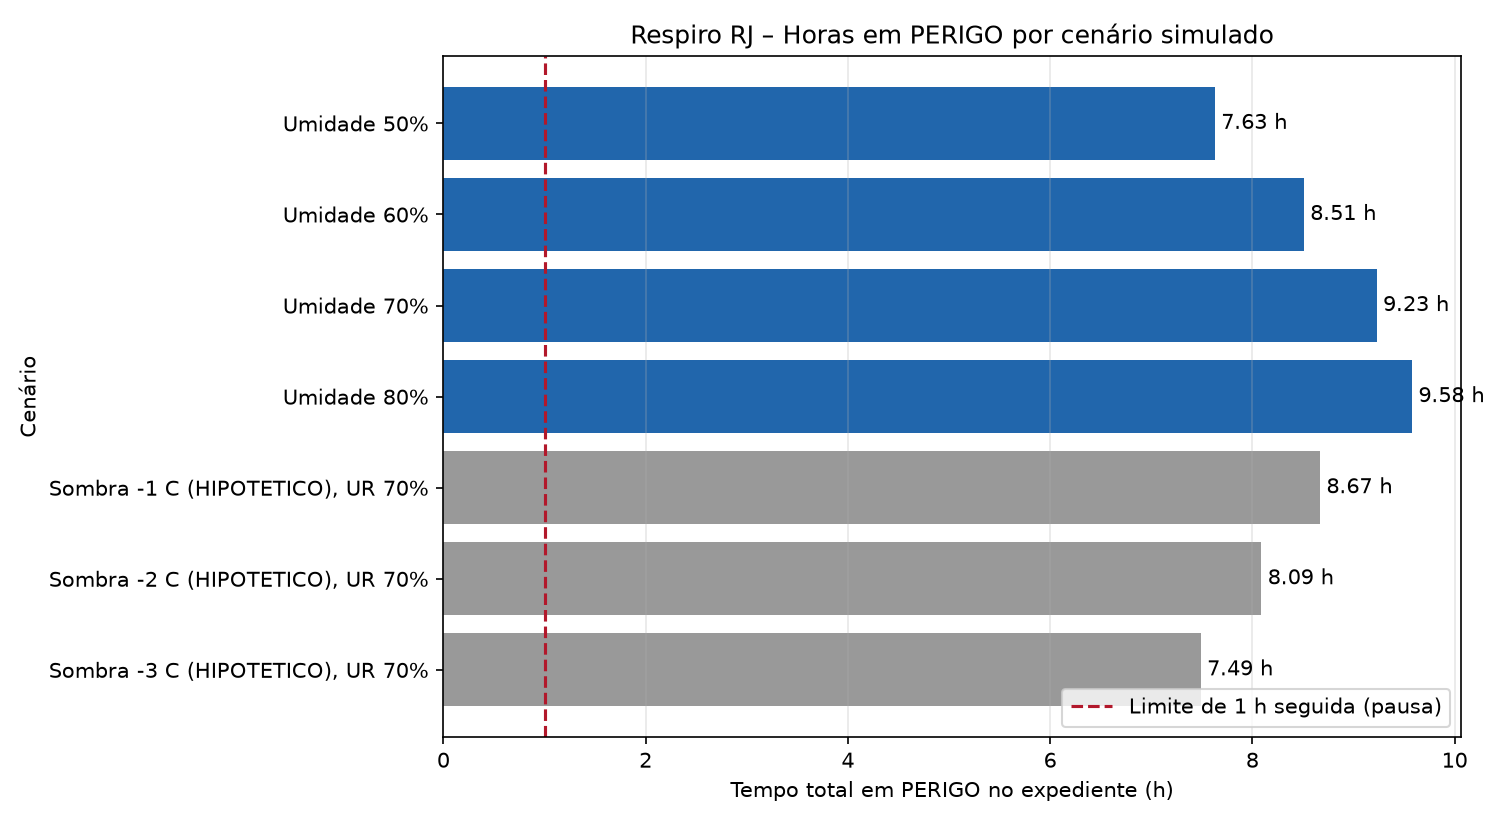 Respiro RJ – Horas em PERIGO por cenário simulado
Umidade 50%
7.63 h
Umidade 60%
8.51 h
Umidade 70%
9.23 h
Umidade 80%
9.58 h
Sombra -1 C (HIPOTETICO), UR 70%
8.67 h
Sombra -2 C (HIPOTETICO), UR 70%
8.09 h
Sombra -3 C (HIPOTETICO), UR 70%
7.49 h
Cenário
Limite de 1 h seguida (pausa)
0 2 4 6 8 10
Tempo total em PERIGO no expediente (h)